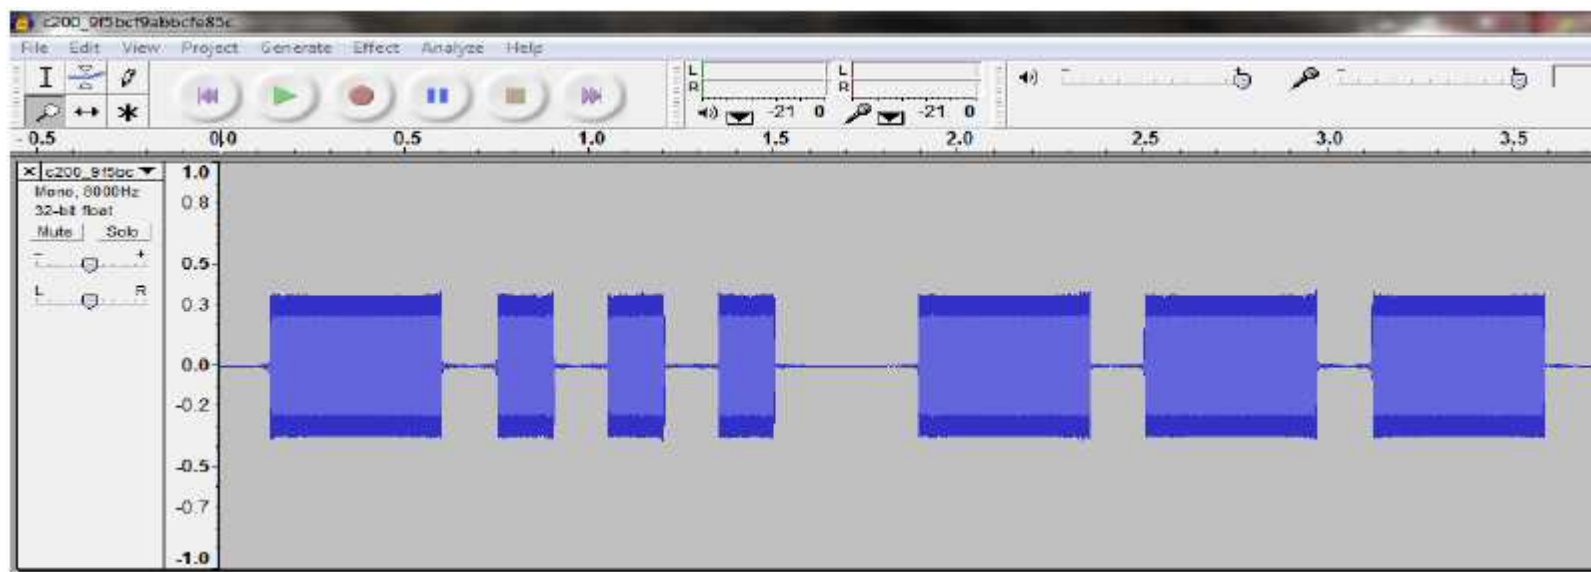 c200_9f5bcf9abbcfe85c
File Edit View Project Generate Effect Analyze Help
L
R
-21 0
L
R
-21 0
- +
- +
-0.5 0.0 0.5 1.0 1.5 2.0 2.5 3.0 3.5
× c200_9f5bc
Mono, 8000Hz
32-bit float
Mute Solo
- +
L R
1.0
0.8
0.5
0.3
0.0
-0.2
-0.5
-0.7
-1.0